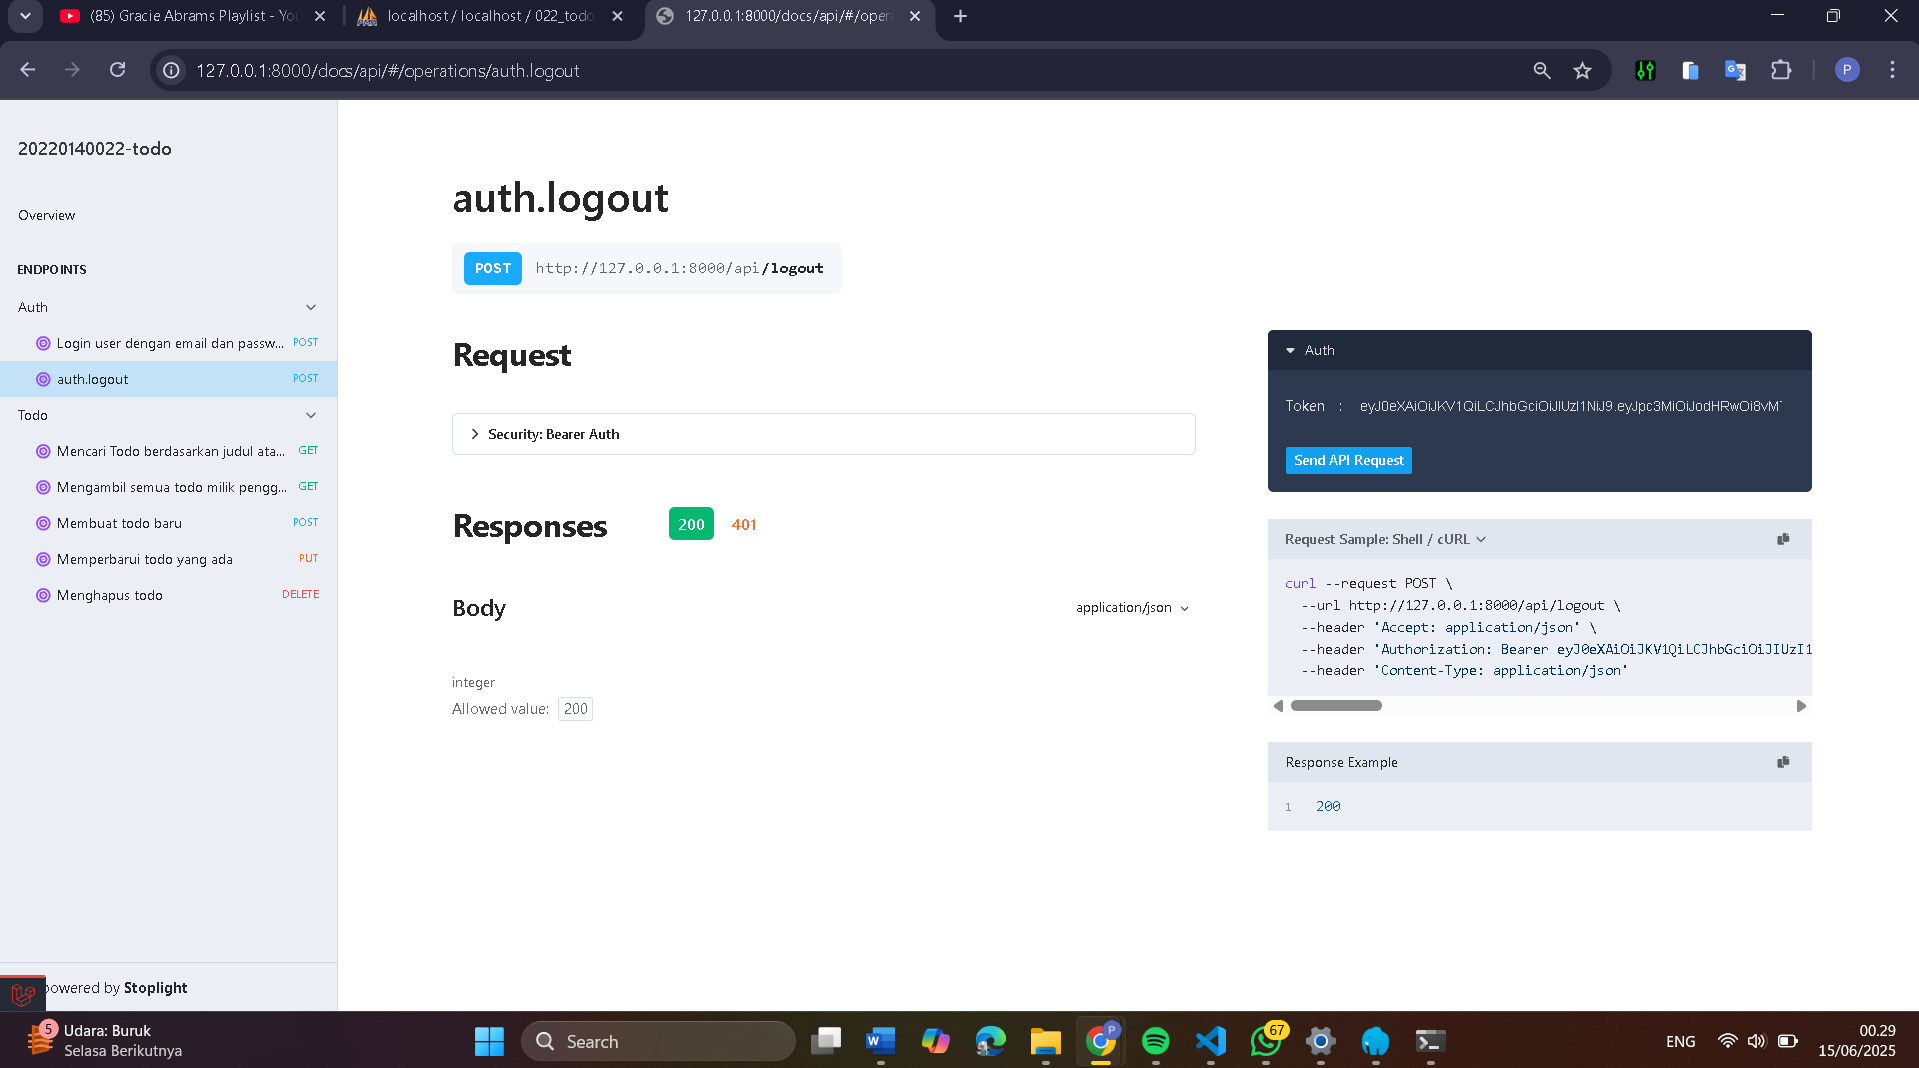 (85) Gracie Abrams Playlist - You
localhost / localhost / 022_todo
127.0.0.1:8000/docs/api/#/opera
127.0.0.1:8000/docs/api/#/operations/auth.logout
P
20220140022-todo
Overview
ENDPOINTS
Auth
Login user dengan email dan passw... POST
auth.logout POST
Todo
Mencari Todo berdasarkan judul ata... GET
Mengambil semua todo milik pengg... GET
Membuat todo baru POST
Memperbarui todo yang ada PUT
Menghapus todo DELETE
powered by Stoplight
auth.logout
POST http://127.0.0.1:8000/api/logout
Request
Security: Bearer Auth
Responses 200 401
Body application/json
integer
Allowed value: 200
Auth
Token : eyJ0eXAiOiJKV1QiLCJhbGciOiJIUzI1NiJ9.eyJpc3MiOiJodHRwOi8vM
Send API Request
Request Sample: Shell / cURL
curl --request POST \
--url http://127.0.0.1:8000/api/logout \
--header 'Accept: application/json' \
--header 'Authorization: Bearer eyJ0eXAiOiJKV1QiLCJhbGciOiJIUzI1
--header 'Content-Type: application/json'
Response Example
1 200
5
Udara: Buruk
Selasa Berikutnya
Search
P
67
ENG
00.29
15/06/2025